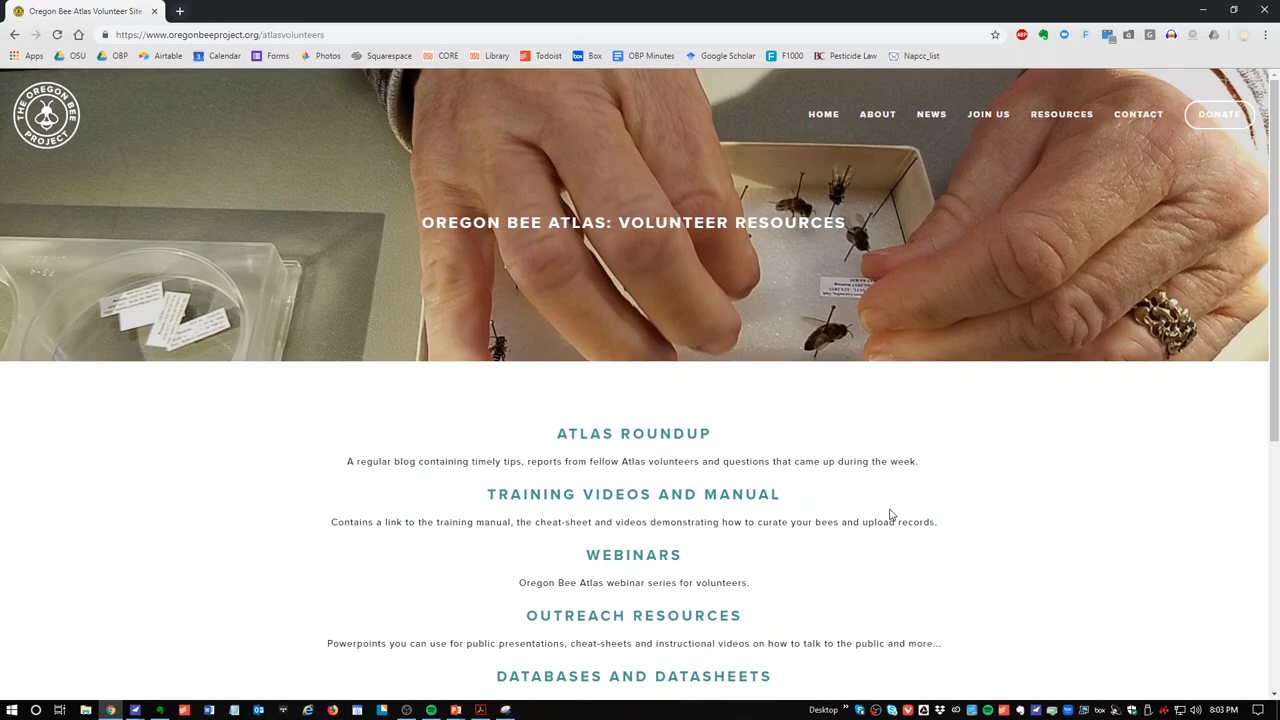 Oregon Bee Atlas Volunteer Site
https://www.oregonbeeproject.org/atlasvolunteers
Apps OSU OBP Airtable Calendar Forms Photos Squarespace CORE Library Todoist Box OBP Minutes Google Scholar F1000 Pesticide Law Napcc_list
THE OREGON BEE PROJECT
HOME ABOUT NEWS JOIN US RESOURCES CONTACT DONATE
OREGON BEE ATLAS: VOLUNTEER RESOURCES
ATLAS ROUNDUP
A regular blog containing timely tips, reports from fellow Atlas volunteers and questions that came up during the week.
TRAINING VIDEOS AND MANUAL
Contains a link to the training manual, the cheat-sheet and videos demonstrating how to curate your bees and upload records.
WEBINARS
Oregon Bee Atlas webinar series for volunteers.
OUTREACH RESOURCES
Powerpoints you can use for public presentations, cheat-sheets and instructional videos on how to talk to the public and more...
DATABASES AND DATASHEETS
Desktop
8:03 PM